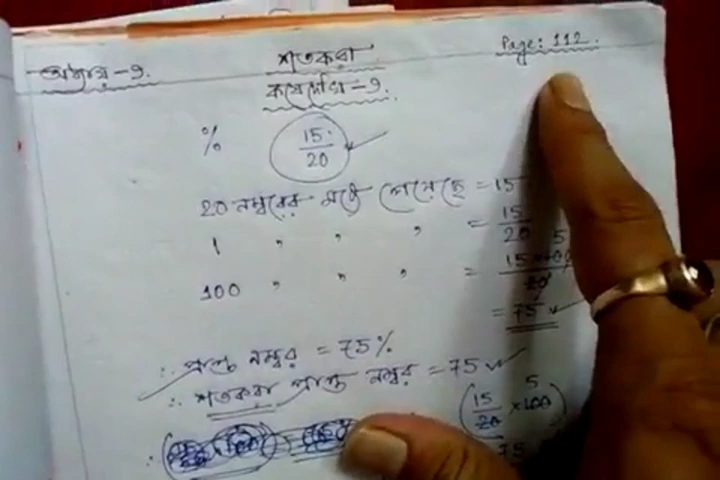 অধ্যায় - 9.
শতকরা
Page: 112.
কষে দেখি - 9.
% 15/20
20 নম্বরের মধ্যে পেয়েছে = 15
1 " " " = 15/20
100 " " " = 15×100/20
= 75
∴ প্রাপ্ত নম্বর = 75%
∴ শতকরা প্রাপ্ত নম্বর = 75
(15/20 × 100) 5
75